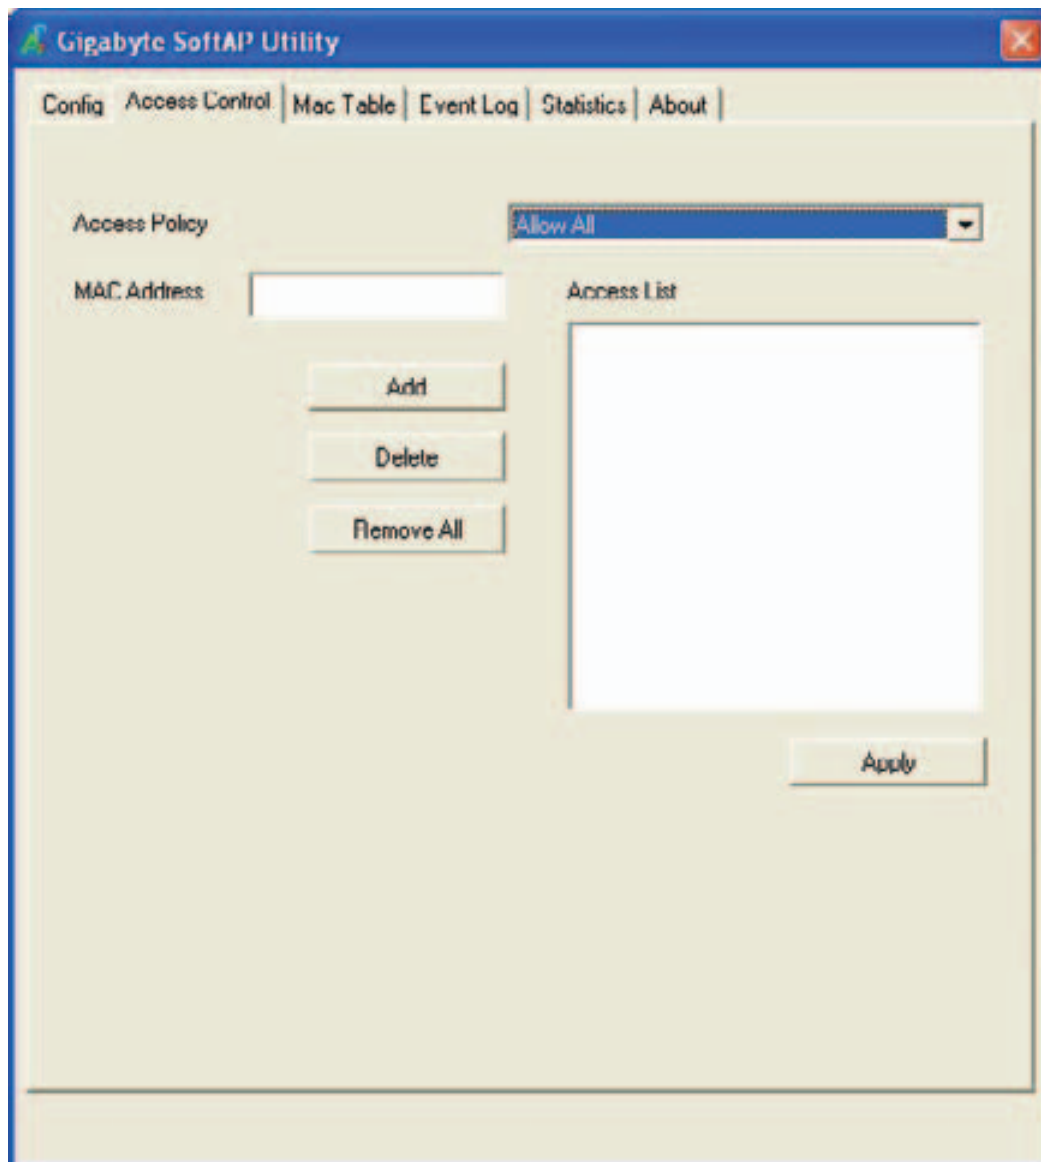 Gigabyte SoftAP Utility
Config Access Control Mac Table Event Log Statistics About
Access Policy Allow All
MAC Address Access List
Add
Delete
Remove All
Apply